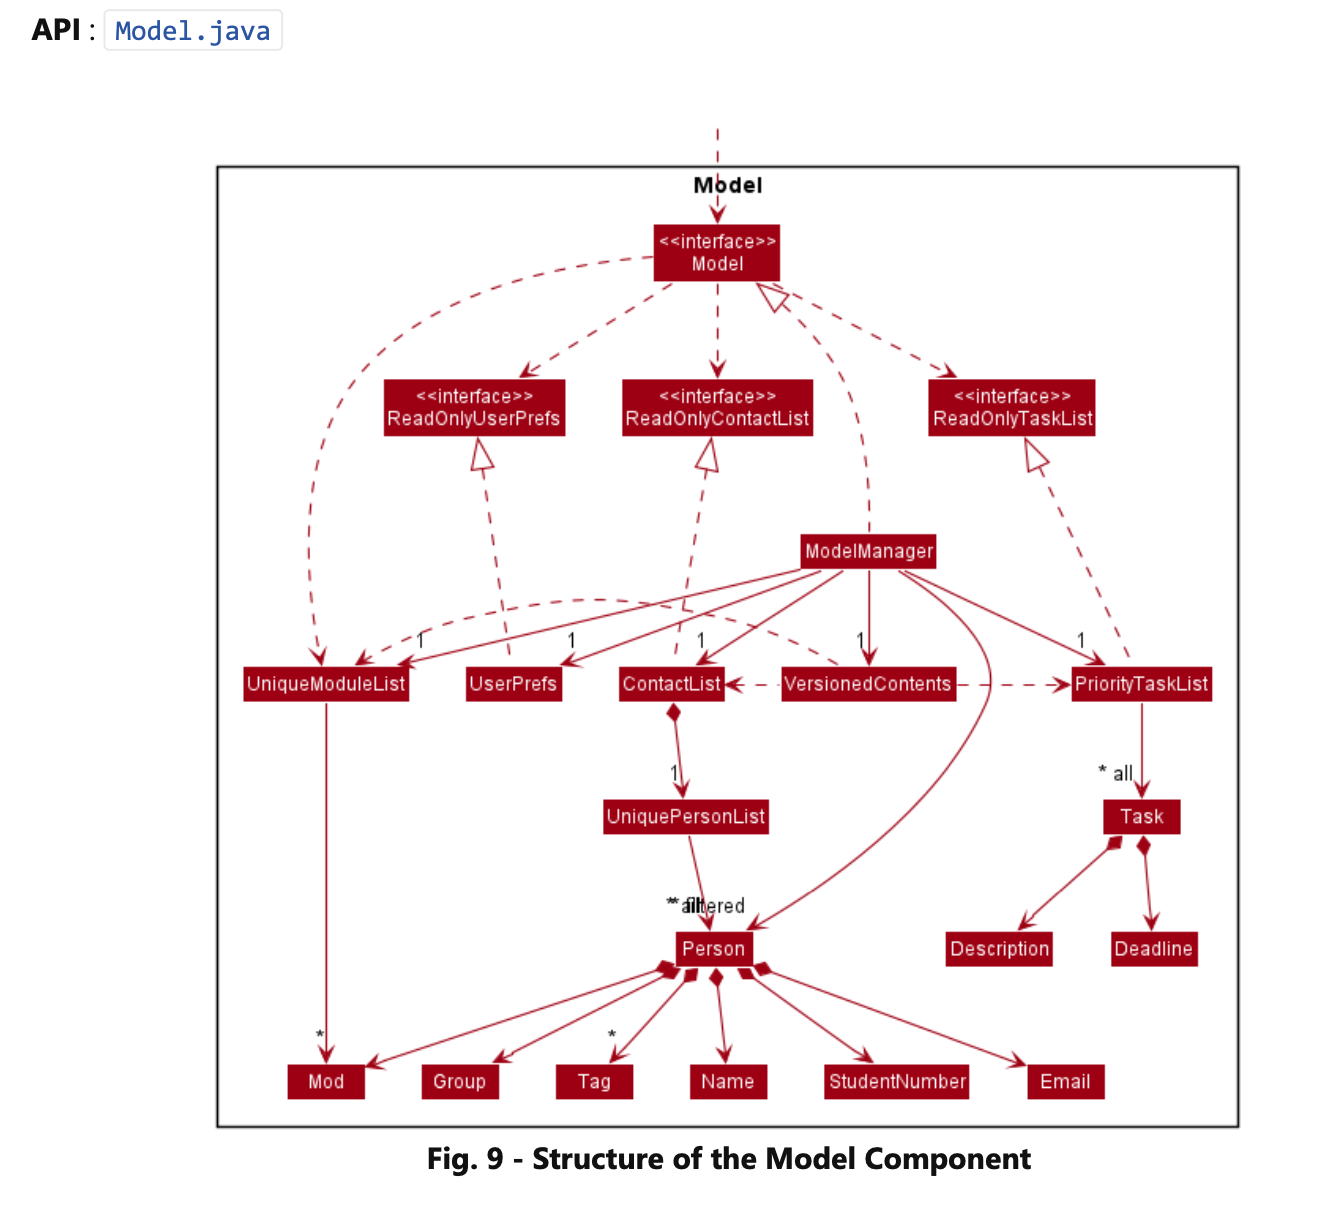 API : Model.java
Model
<<interface>>
Model
<<interface>>
ReadOnlyUserPrefs
<<interface>>
ReadOnlyContactList
<<interface>>
ReadOnlyTaskList
ModelManager
1
1
1
1
1
UniqueModuleList
UserPrefs
ContactList
VersionedContents
PriorityTaskList
1
* all
UniquePersonList
Task
filtered
Person
Description
Deadline
*
*
Mod
Group
Tag
Name
StudentNumber
Email
Fig. 9 - Structure of the Model Component